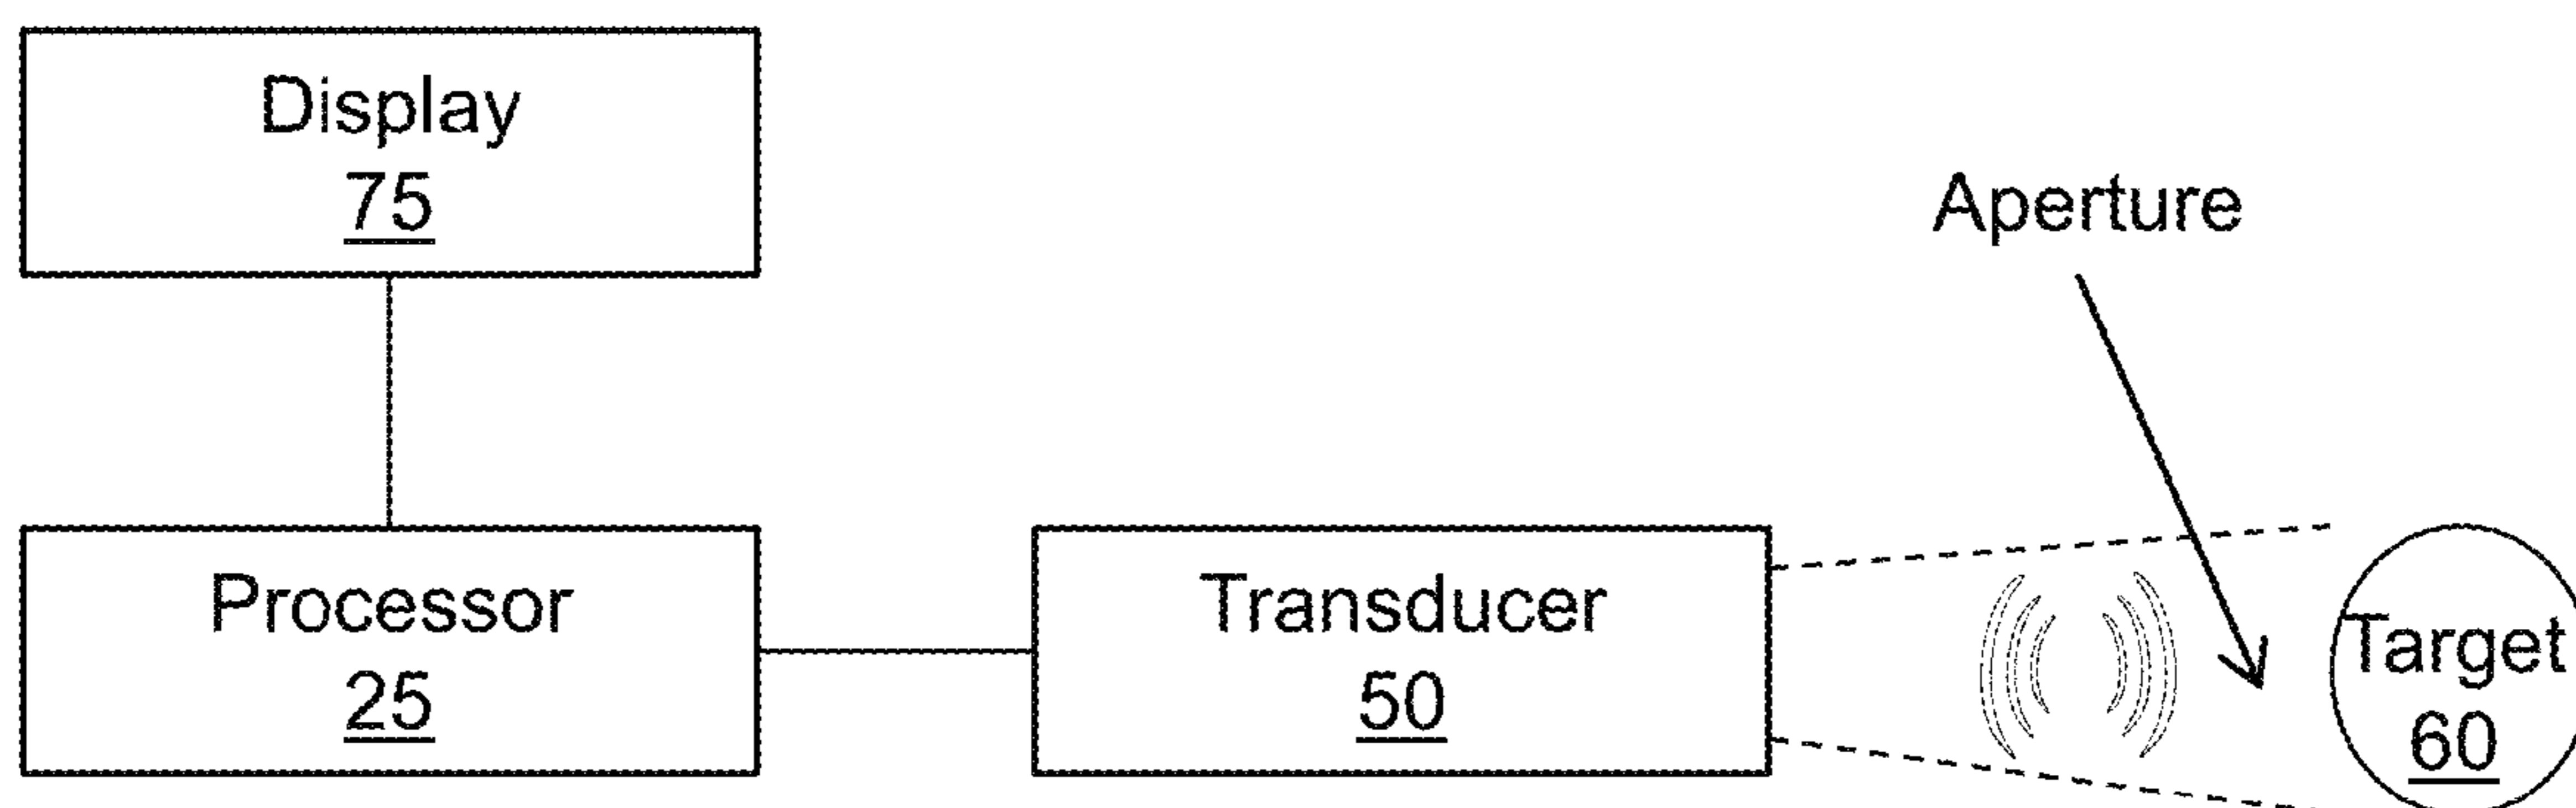 Display
75
Aperture
Processor
25
Transducer
50
Target
60